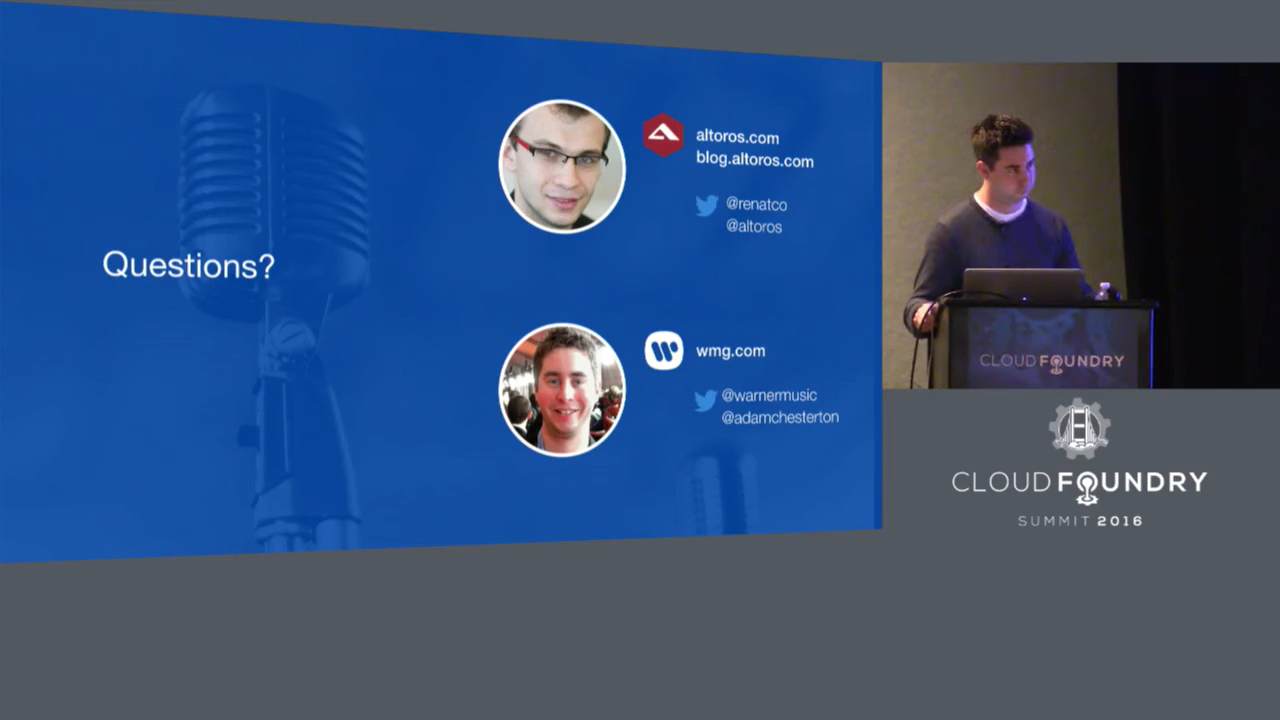 Questions?
altoros.com
blog.altoros.com
@renatco
@altoros
wmg.com
@warnermusic
@adamchesterton
CLOUD FOUNDRY
CLOUD FOUNDRY
SUMMIT 2016